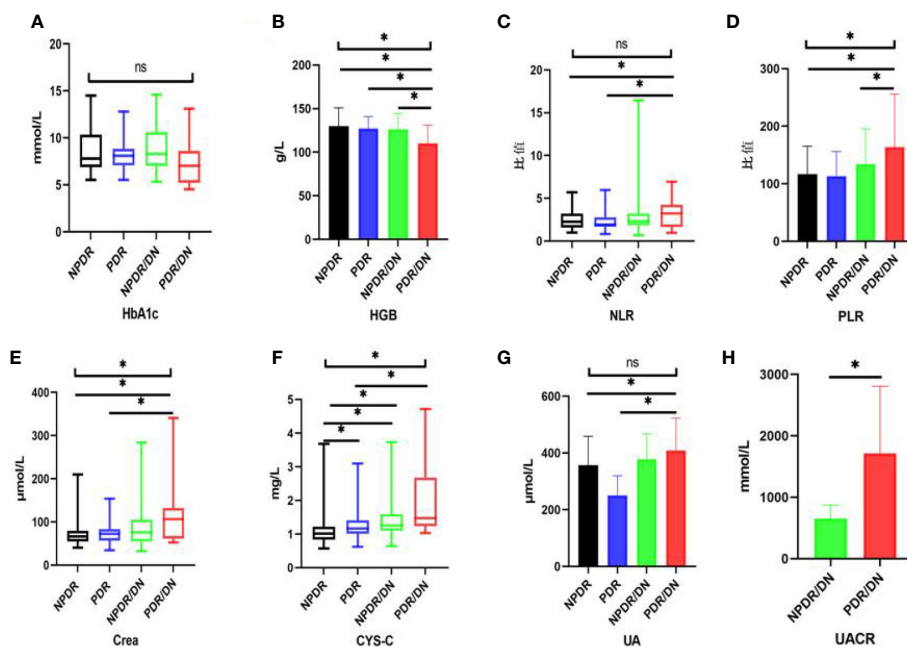 A
ns
20
15
10
5
0
mmol/L
NPDR
PDR
NPDR/DN
PDR/DN
HbA1c
B
*
*
*
*
200
150
100
50
0
g/L
NPDR
PDR
NPDR/DN
PDR/DN
HGB
C
ns
*
*
20
15
10
5
0
比值
NPDR
PDR
NPDR/DN
PDR/DN
NLR
D
*
*
*
300
200
100
0
比值
NPDR
PDR
NPDR/DN
PDR/DN
PLR
E
*
*
*
400
300
200
100
0
μmol/L
NPDR
PDR
NPDR/DN
PDR/DN
Crea
F
*
*
*
*
*
5
4
3
2
1
0
mg/L
NPDR
PDR
NPDR/DN
PDR/DN
CYS-C
G
ns
*
*
600
400
200
0
μmol/L
NPDR
PDR
NPDR/DN
PDR/DN
UA
H
*
3000
2000
1000
0
mmol/L
NPDR/DN
PDR/DN
UACR